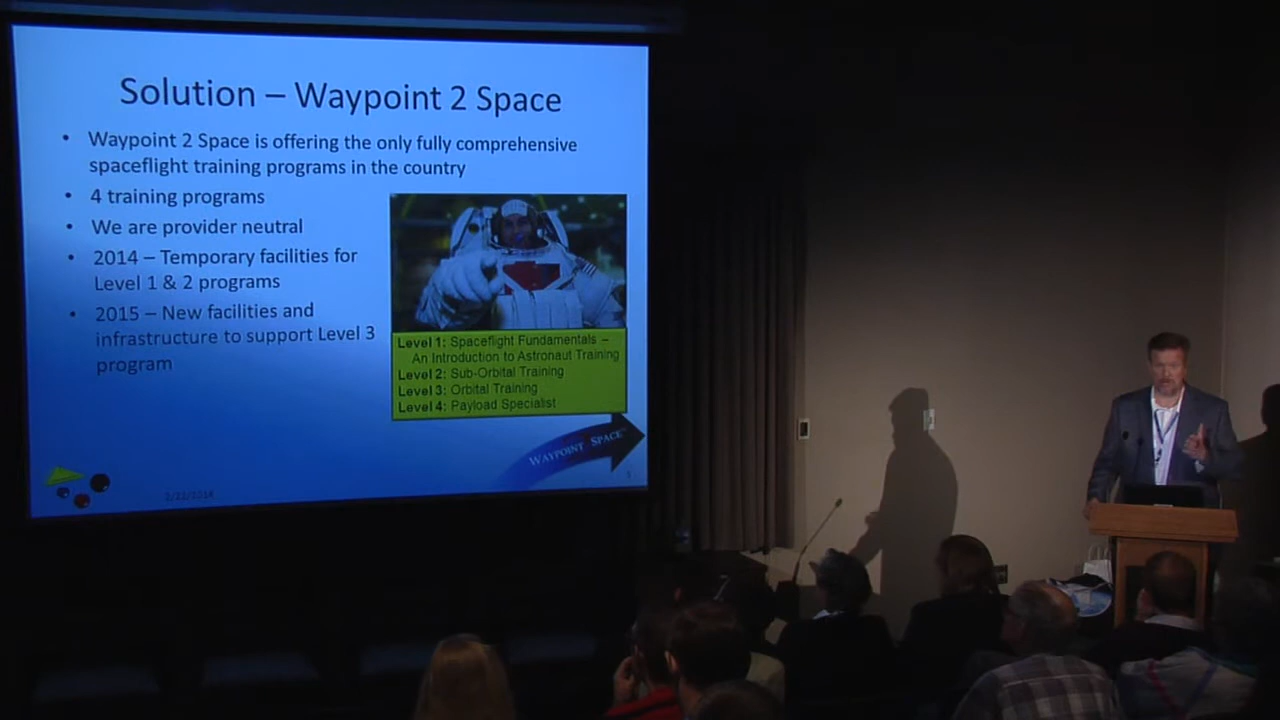 Solution – Waypoint 2 Space
• Waypoint 2 Space is offering the only fully comprehensive
spaceflight training programs in the country
• 4 training programs
• We are provider neutral
• 2014 – Temporary facilities for
Level 1 & 2 programs
• 2015 – New facilities and
infrastructure to support Level 3
program
Level 1: Spaceflight Fundamentals –
An Introduction to Astronaut Training
Level 2: Sub-Orbital Training
Level 3: Orbital Training
Level 4: Payload Specialist
WAYPOINT SPACE